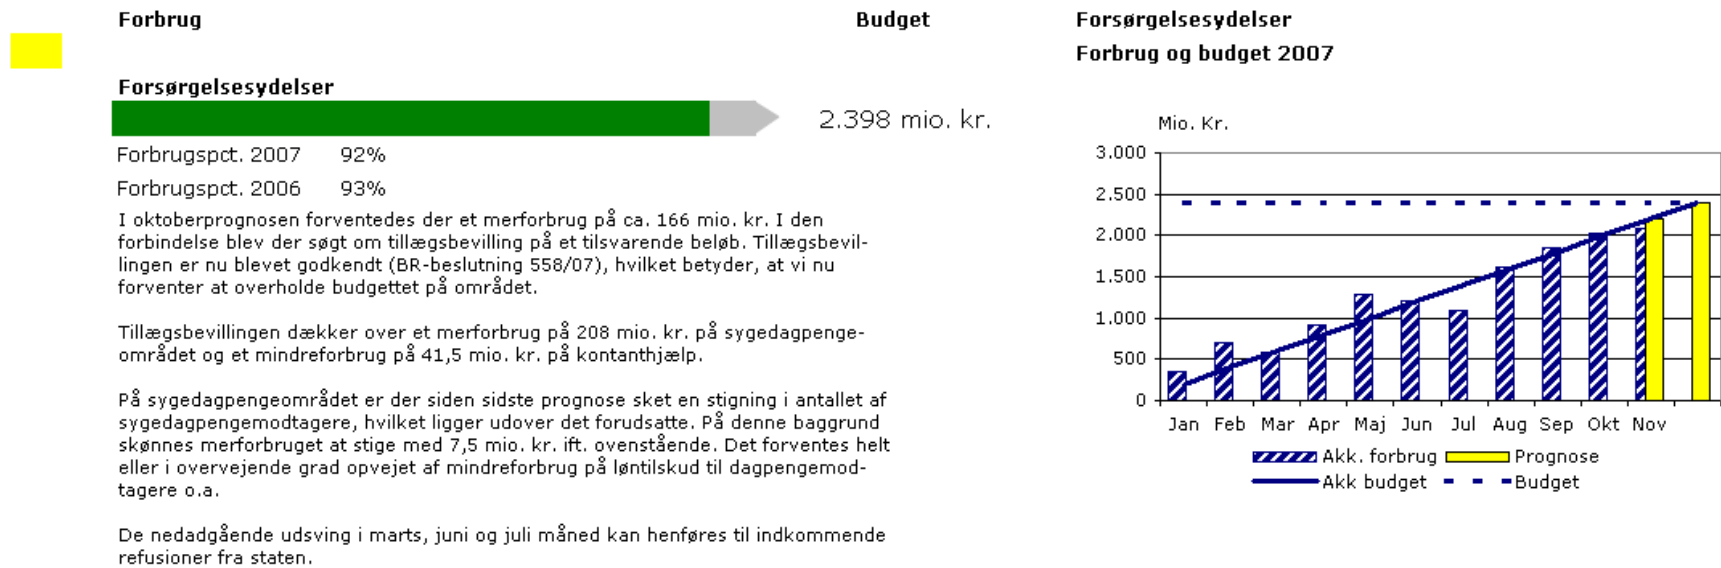 Forbrug
Budget
Forsørgelsesydelser
2.398 mio. kr.
Forbrugspct. 2007 92%
Forbrugspct. 2006 93%
I oktoberprognosen forventedes der et merforbrug på ca. 166 mio. kr. I den
forbindelse blev der søgt om tillægsbevilling på et tilsvarende beløb. Tillægsbevil-
lingen er nu blevet godkendt (BR-beslutning 558/07), hvilket betyder, at vi nu
forventer at overholde budgettet på området.
Tillægsbevillingen dækker over et merforbrug på 208 mio. kr. på sygedagpenge-
området og et mindreforbrug på 41,5 mio. kr. på kontanthjælp.
På sygedagpengeområdet er der siden sidste prognose sket en stigning i antallet af
sygedagpengemodtagere, hvilket ligger udover det forudsatte. På denne baggrund
skønnes merforbruget at stige med 7,5 mio. kr. ift. ovenstående. Det forventes helt
eller i overvejende grad opvejet af mindreforbrug på løntilskud til dagpengemod-
tagere o.a.
De nedadgående udsving i marts, juni og juli måned kan henføres til indkommende
refusioner fra staten.
Forsørgelsesydelser
Forbrug og budget 2007
Mio. Kr.
3.000
2.500
2.000
1.500
1.000
500
0
Jan Feb Mar Apr Maj Jun Jul Aug Sep Okt Nov
Akk. forbrug Prognose
Akk budget Budget